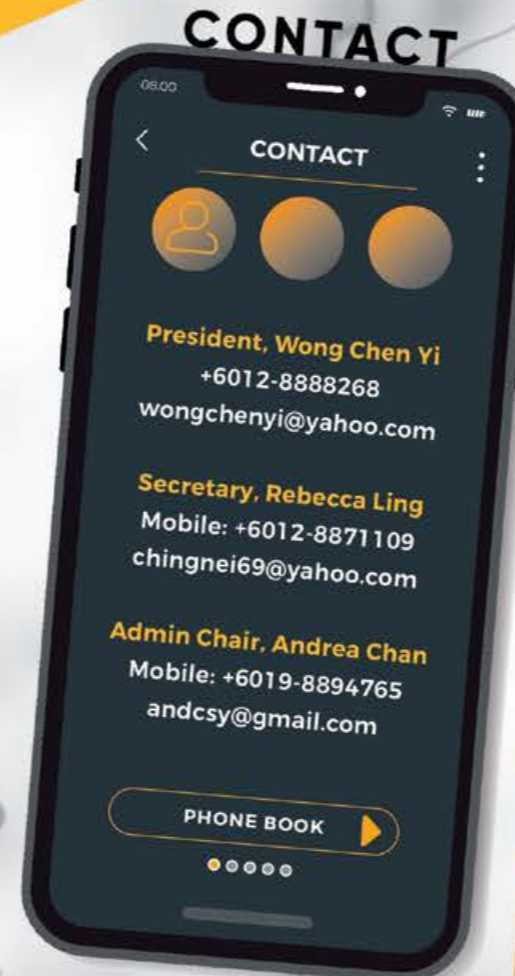 CONTACT
08:00
CONTACT
President, Wong Chen Yi
+6012-8888268
wongchenyi@yahoo.com
Secretary, Rebecca Ling
Mobile: +6012-8871109
chingnei69@yahoo.com
Admin Chair, Andrea Chan
Mobile: +6019-8894765
andcsy@gmail.com
PHONE BOOK